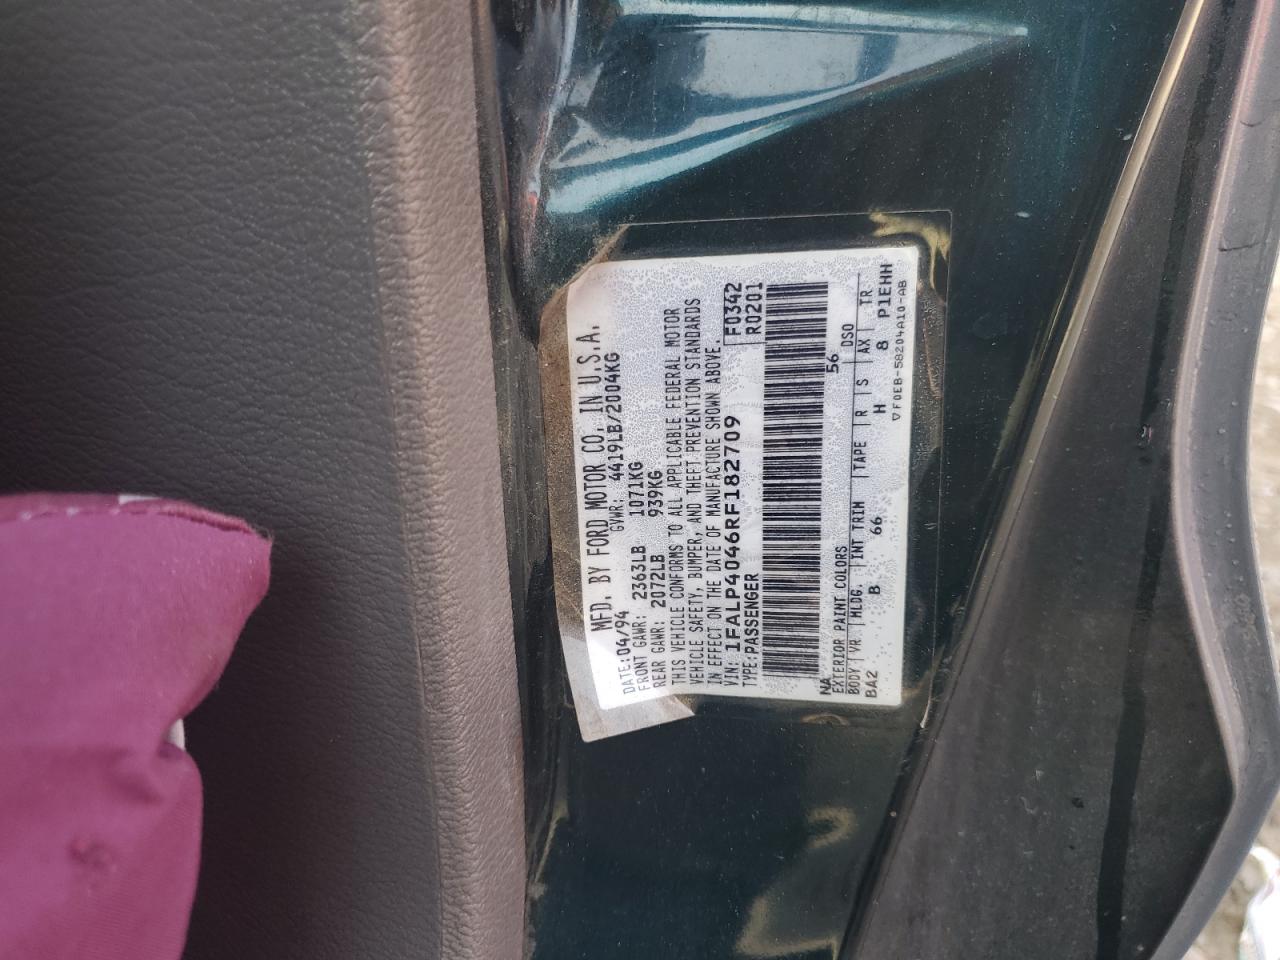 MFD. BY FORD MOTOR CO. IN U.S.A.
DATE: 04/94 GVWR: 4419LB/2004KG
FRONT GAWR: 2363LB 1071KG
REAR GAWR: 2072LB 939KG
THIS VEHICLE CONFORMS TO ALL APPLICABLE FEDERAL MOTOR
VEHICLE SAFETY, BUMPER, AND THEFT PREVENTION STANDARDS
IN EFFECT ON THE DATE OF MANUFACTURE SHOWN ABOVE.
VIN: 1FALP4046RF182709 F0342
TYPE: PASSENGER R0201
NA 56
EXTERIOR PAINT COLORS DSO
BODY VR MLDG. INT TRIM TAPE R S AX TR
BA2 B 66 H 8 P1EHH
▽F0EB-58204A10-AB